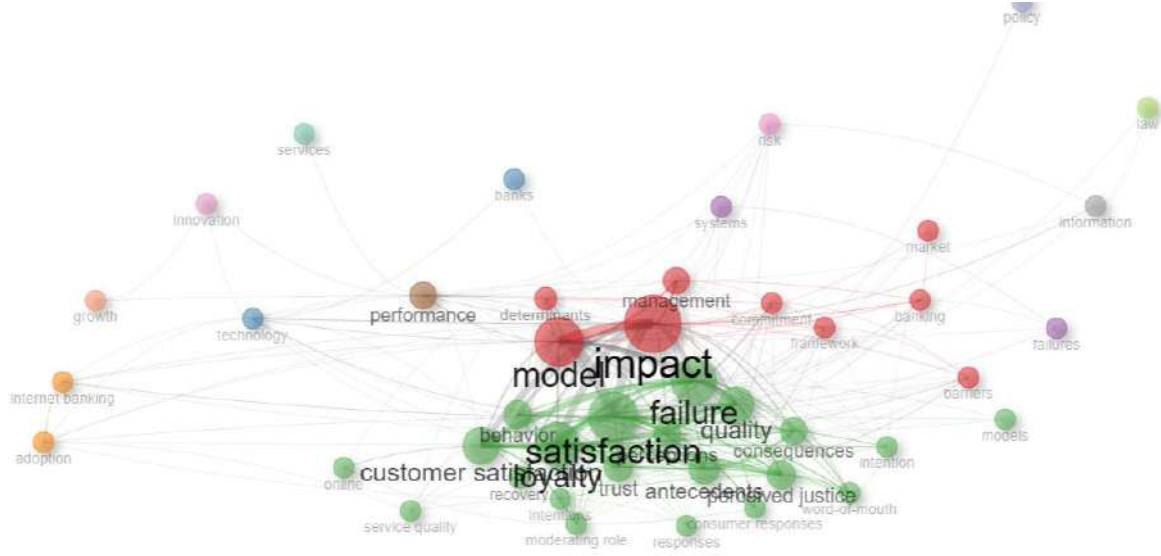 policy
law
risk
services
banks
innovation
systems
information
market
management
growth
performance
determinants
commitment
banking
technology
framework
failures
impact
model
barriers
internet banking
failure
models
behavior
quality
satisfaction
consequences
intention
adoption
customer satisfaction
online
loyalty
trust
antecedents
perceived justice
recovery
word-of-mouth
intentions
service quality
consumer responses
moderating role
responses